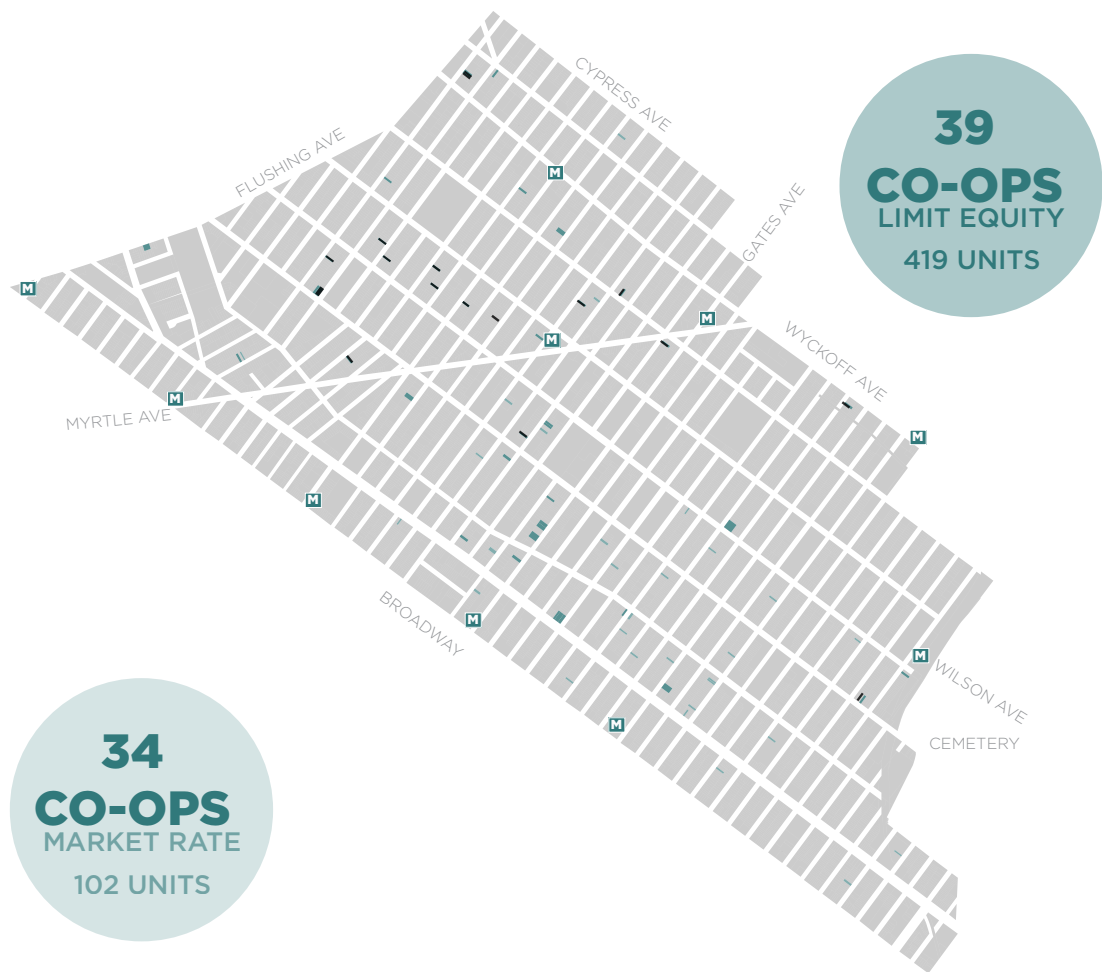 CYPRESS AVE
39
CO-OPS
LIMIT EQUITY
419 UNITS
FLUSHING AVE
M
GATES AVE
M
M
M
M
WYCKOFF AVE
M
MYRTLE AVE
M
M
BROADWAY
M
M
WILSON AVE
M
CEMETERY
34
CO-OPS
MARKET RATE
102 UNITS